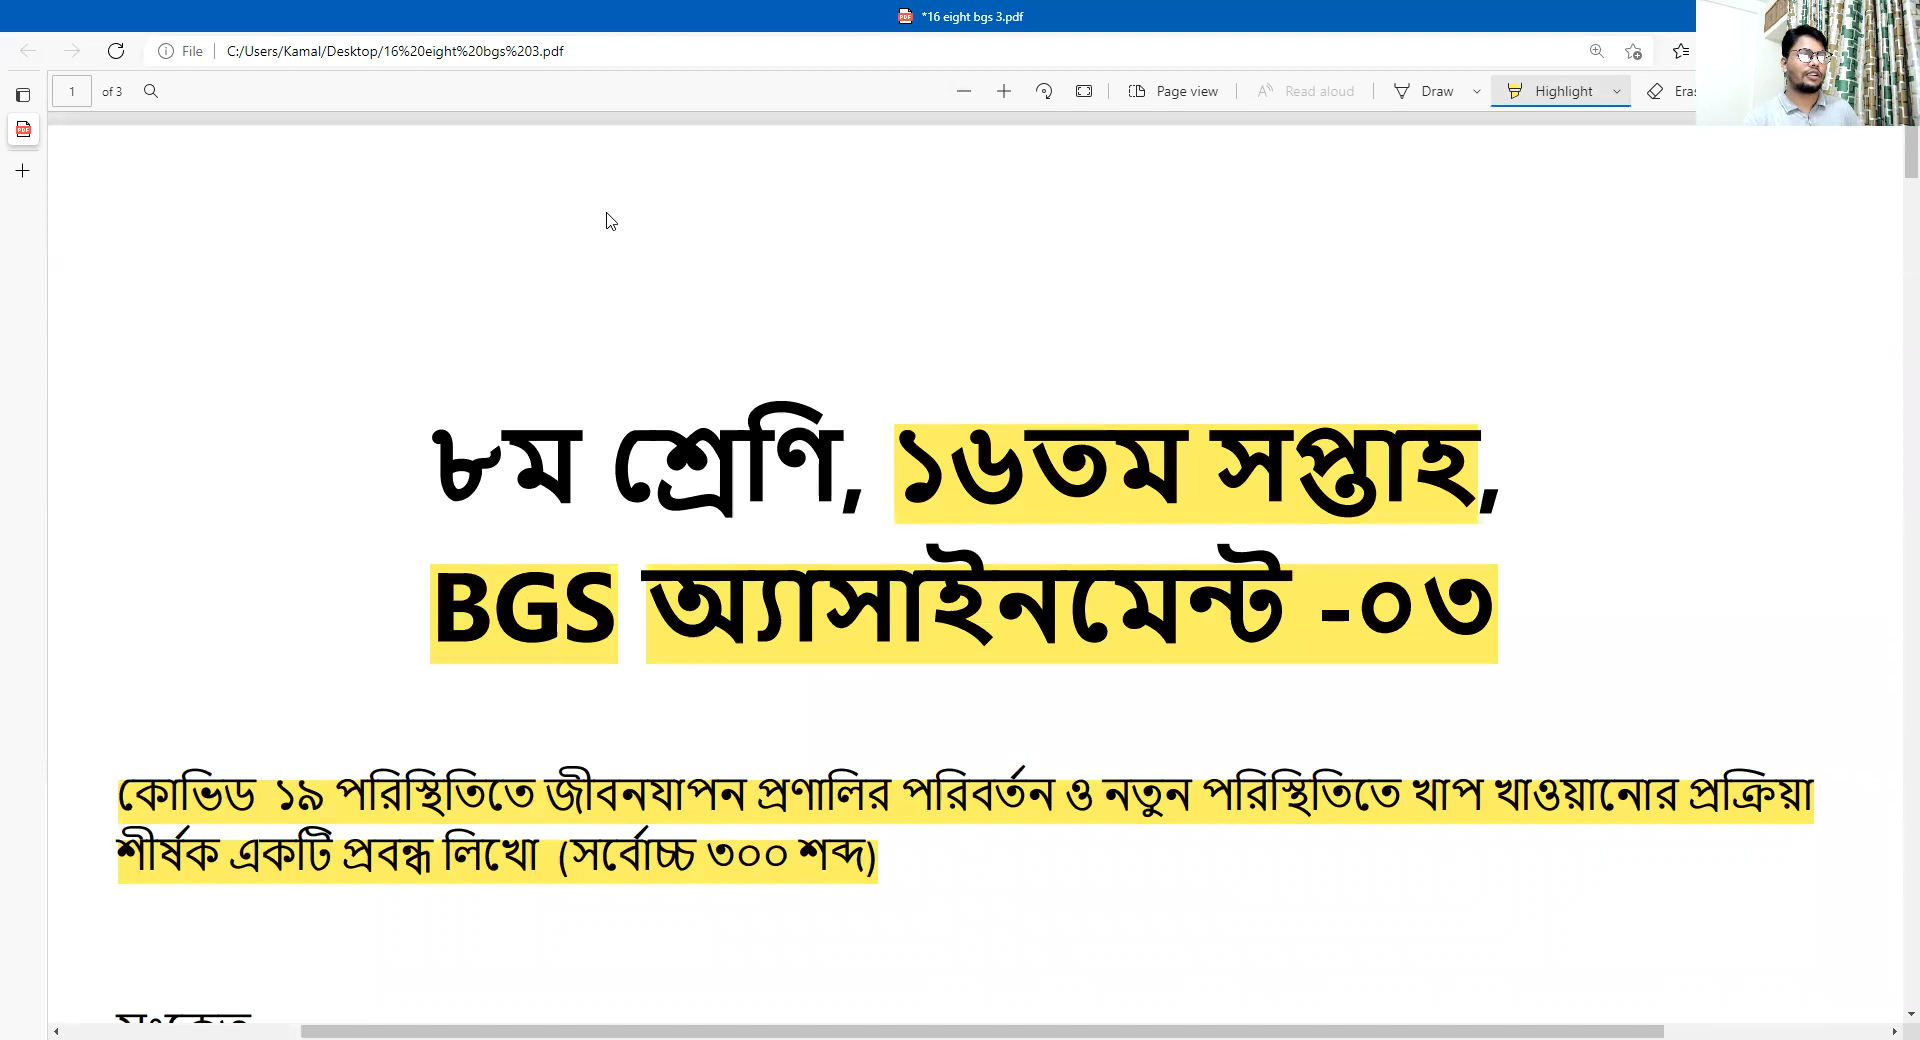 *16 eight bgs 3.pdf
File C:/Users/Kamal/Desktop/16%20eight%20bgs%203.pdf
1 of 3 Page view Read aloud Draw Highlight
৮ম শ্রেণি, ১৬তম সপ্তাহ,
BGS অ্যাসাইনমেন্ট -০৩
কোভিড ১৯ পরিস্থিতিতে জীবনযাপন প্রণালির পরিবর্তন ও নতুন পরিস্থিতিতে খাপ খাওয়ানোর প্রক্রিয়া
শীর্ষক একটি প্রবন্ধ লিখো (সর্বোচ্চ ৩০০ শব্দ)